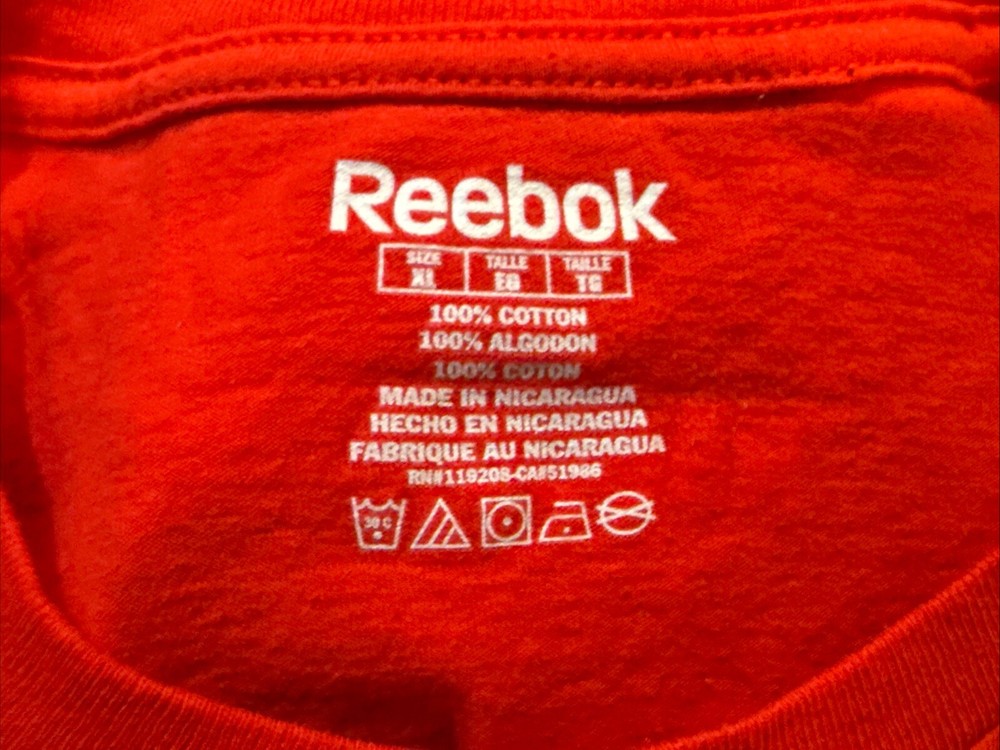 Reebok
SIZE TALLE TAILLE
XL EG TG
100% COTTON
100% ALGODON
100% COTON
MADE IN NICARAGUA
HECHO EN NICARAGUA
FABRIQUE AU NICARAGUA
RN#119208-CA#51986
30 C